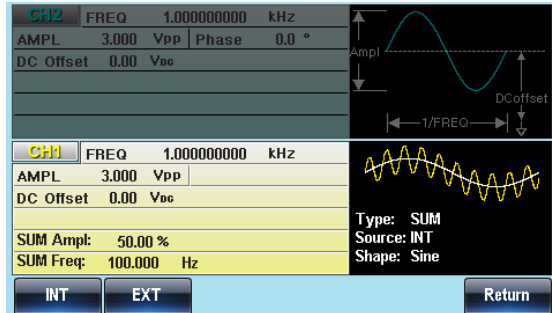 CH2 FREQ 1.000000000 kHz
AMPL 3.000 Vpp Phase 0.0 °
DC Offset 0.00 VDC
Ampl
DCoffset
1/FREQ
CH1 FREQ 1.000000000 kHz
AMPL 3.000 Vpp
DC Offset 0.00 VDC
SUM Ampl: 50.00 %
SUM Freq: 100.000 Hz
Type: SUM
Source: INT
Shape: Sine
INT EXT Return